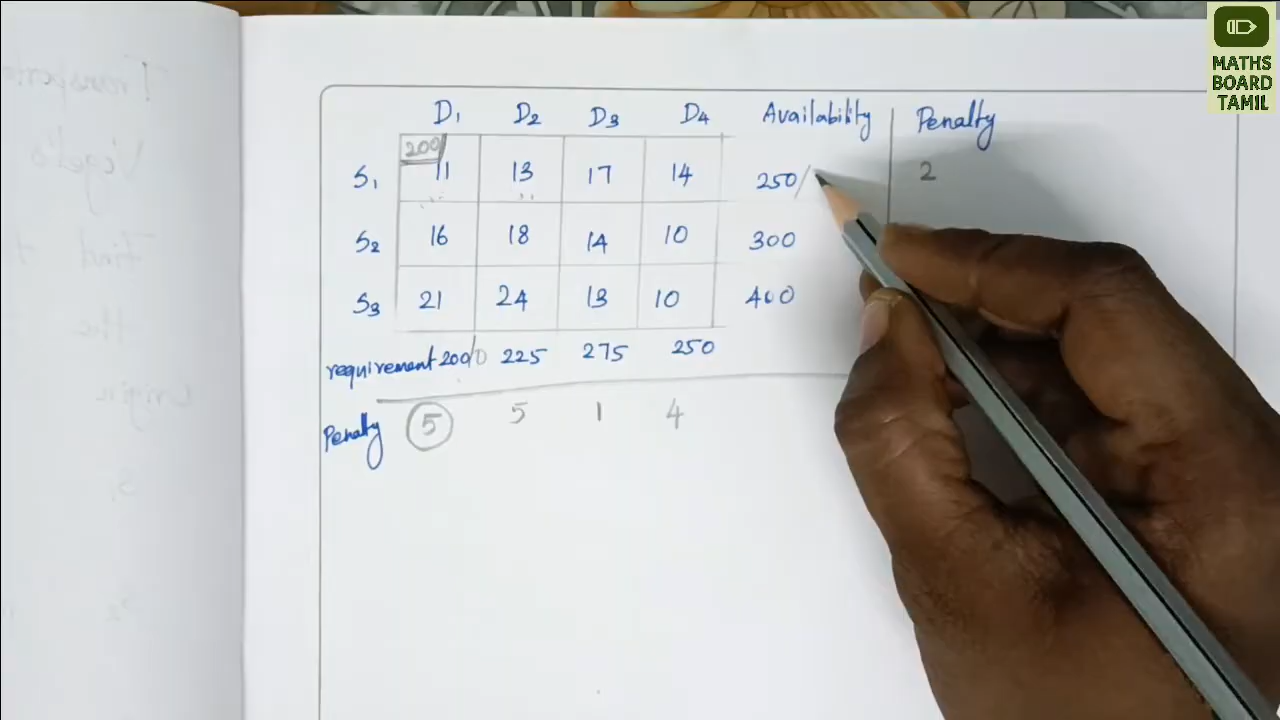 MATHS
BOARD
TAMIL
D1 D2 D3 D4 Availability Penalty
200
S1 11 13 17 14 250/ 2
S2 16 18 14 10 300
S3 21 24 13 10 400
requirement 200/0 225 275 250
Penalty 5 5 1 4